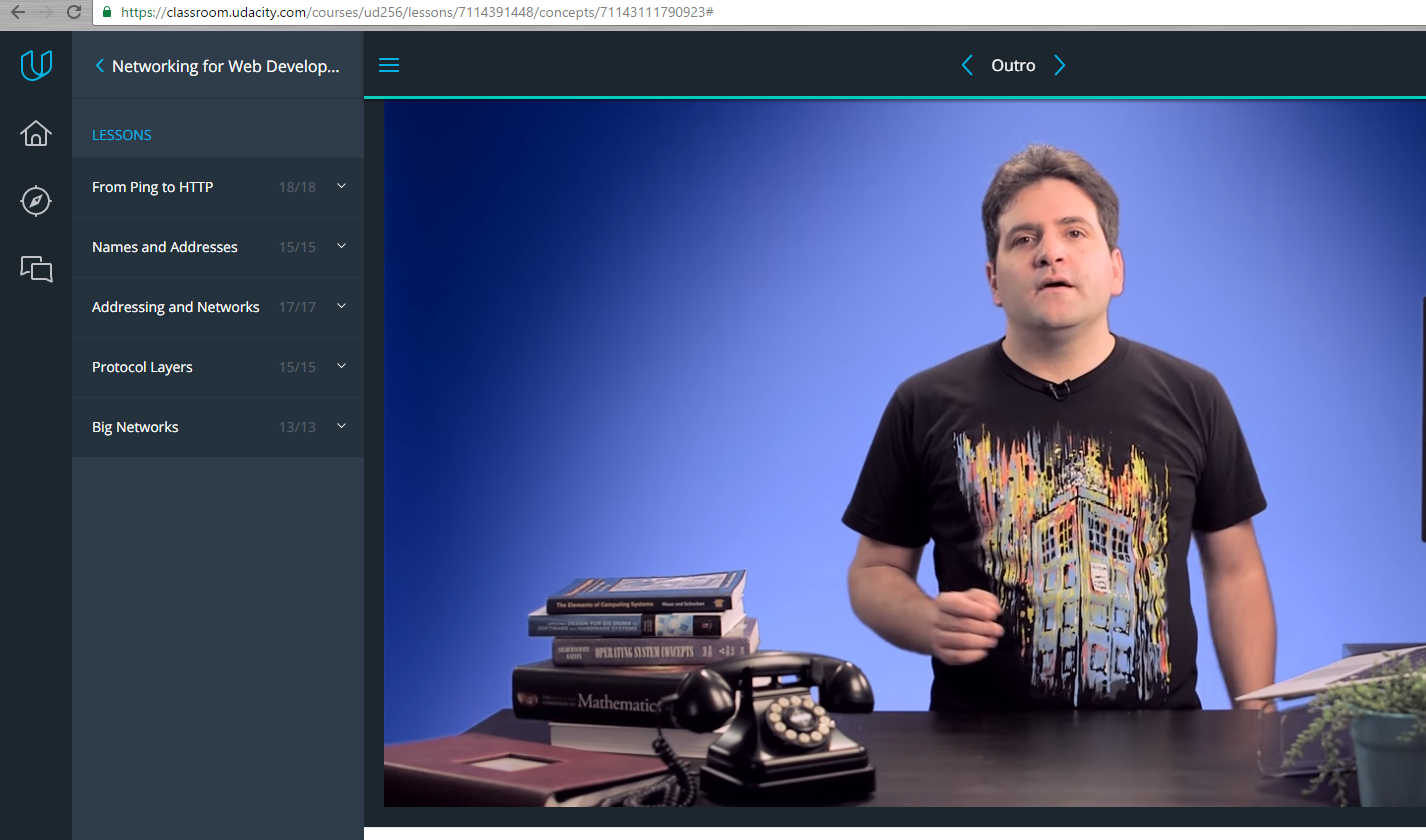 https://classroom.udacity.com/courses/ud256/lessons/7114391448/concepts/71143111790923#
Networking for Web Develop...
Outro
LESSONS
From Ping to HTTP 18/18
Names and Addresses 15/15
Addressing and Networks 17/17
Protocol Layers 15/15
Big Networks 13/13
The Elements of Computing Systems Nisan and Schocken
DESIGN FOR SIX SIGMA
SOFTWARE AND HARDWARE SYSTEMS
OPERATING SYSTEM CONCEPTS
Mathematics